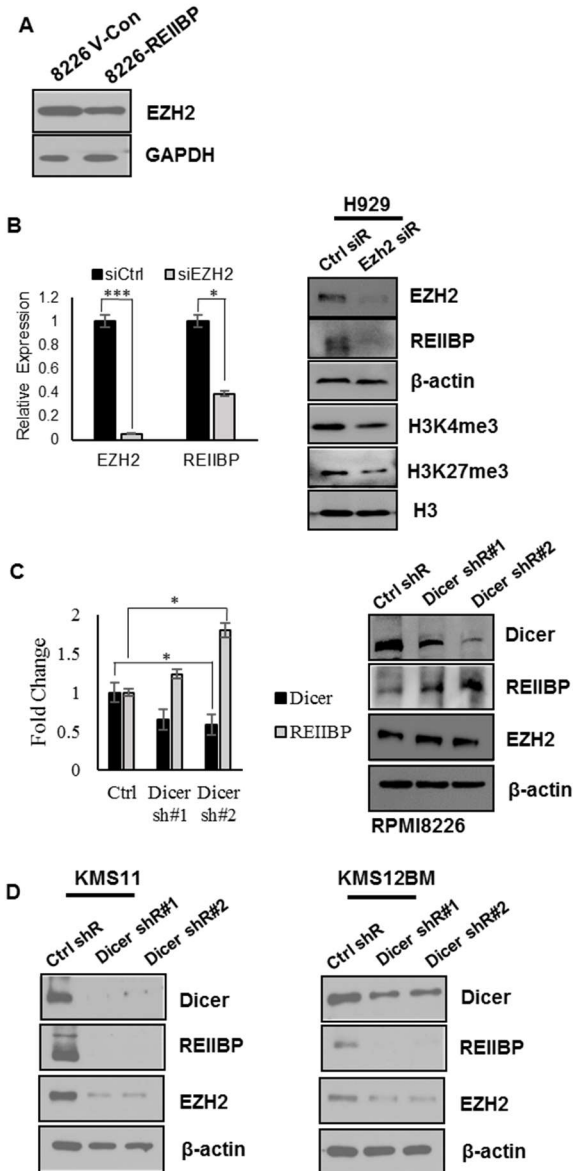 A
8226 V-Con
8226-REIIBP
EZH2
GAPDH
B
siCtrl siEZH2
*** *
Relative Expression
1.2
1
0.8
0.6
0.4
0.2
0
EZH2 REIIBP
H929
Ctrl siR
Ezh2 siR
EZH2
REIIBP
β-actin
H3K4me3
H3K27me3
H3
C
*
*
Fold Change
2
1.5
1
0.5
0
Ctrl Dicer sh#1 Dicer sh#2
Dicer
REIIBP
Ctrl shR
Dicer shR#1
Dicer shR#2
Dicer
REIIBP
EZH2
β-actin
RPMI8226
D
KMS11
Ctrl shR
Dicer shR#1
Dicer shR#2
Dicer
REIIBP
EZH2
β-actin
KMS12BM
Ctrl shR
Dicer shR#1
Dicer shR#2
Dicer
REIIBP
EZH2
β-actin